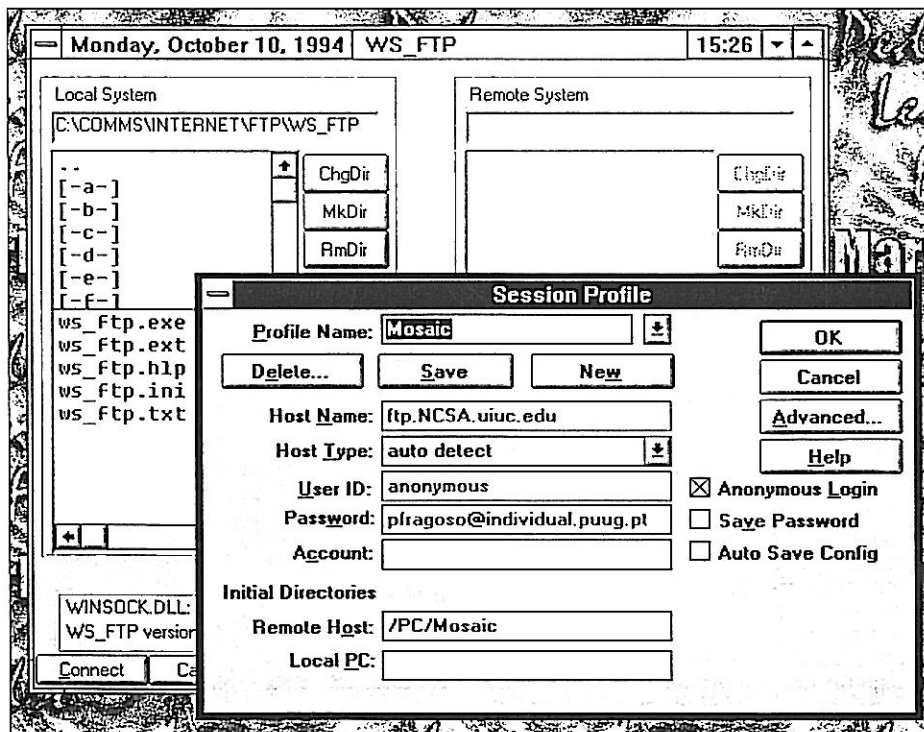 Monday, October 10, 1994 WS_FTP 15:26
Local System
C:\COMMS\INTERNET\FTP\WS_FTP
..
[-a-]
[-b-]
[-c-]
[-d-]
[-e-]
[-f-]
ws_ftp.exe
ws_ftp.ext
ws_ftp.hlp
ws_ftp.ini
ws_ftp.txt
ChgDir
MkDir
RmDir
Remote System
ChgDir
MkDir
RmDir
WINSOCK.DLL:
WS_FTP version
Connect
Session Profile
Profile Name: Mosaic
Delete... Save New
Host Name: ftp.NCSA.uiuc.edu
Host Type: auto detect
User ID: anonymous
Password: pfragoso@individual.puug.pt
Account:
Initial Directories
Remote Host: /PC/Mosaic
Local PC:
OK
Cancel
Advanced...
Help
Anonymous Login
Save Password
Auto Save Config